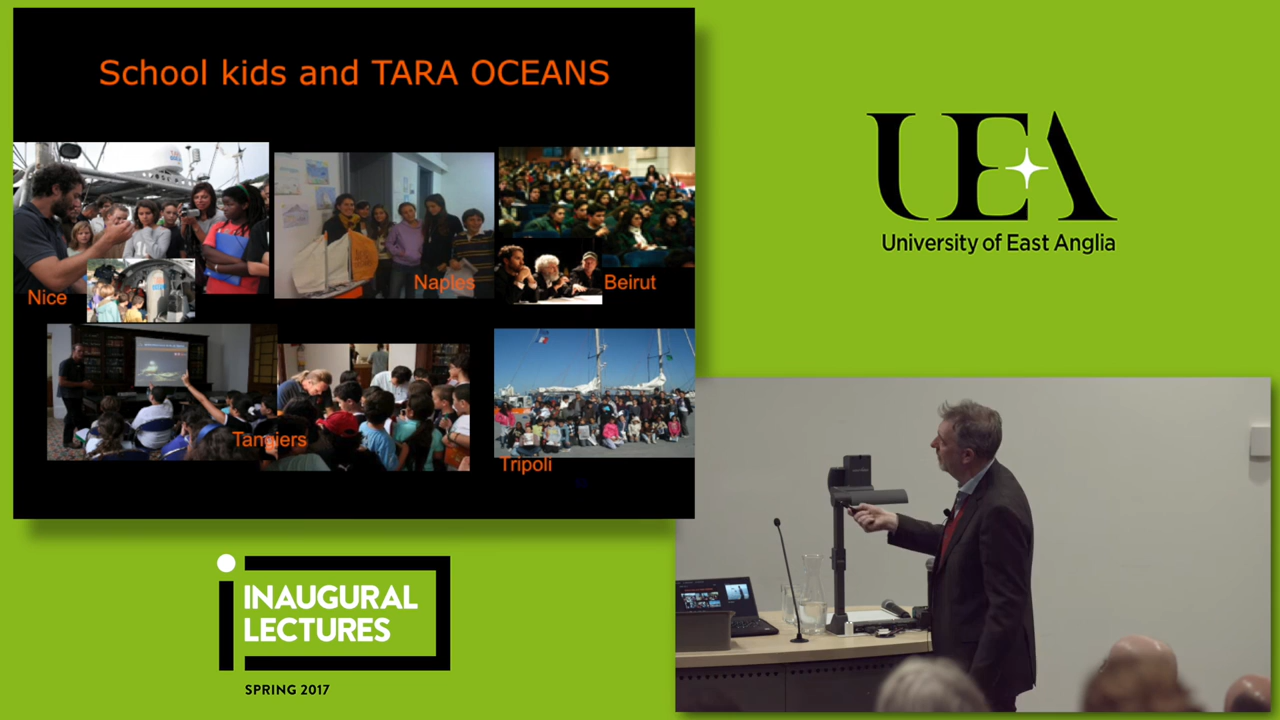 School kids and TARA OCEANS
Nice
Naples
Beirut
Tangiers
Tripoli
UEA
University of East Anglia
INAUGURAL
LECTURES
SPRING 2017